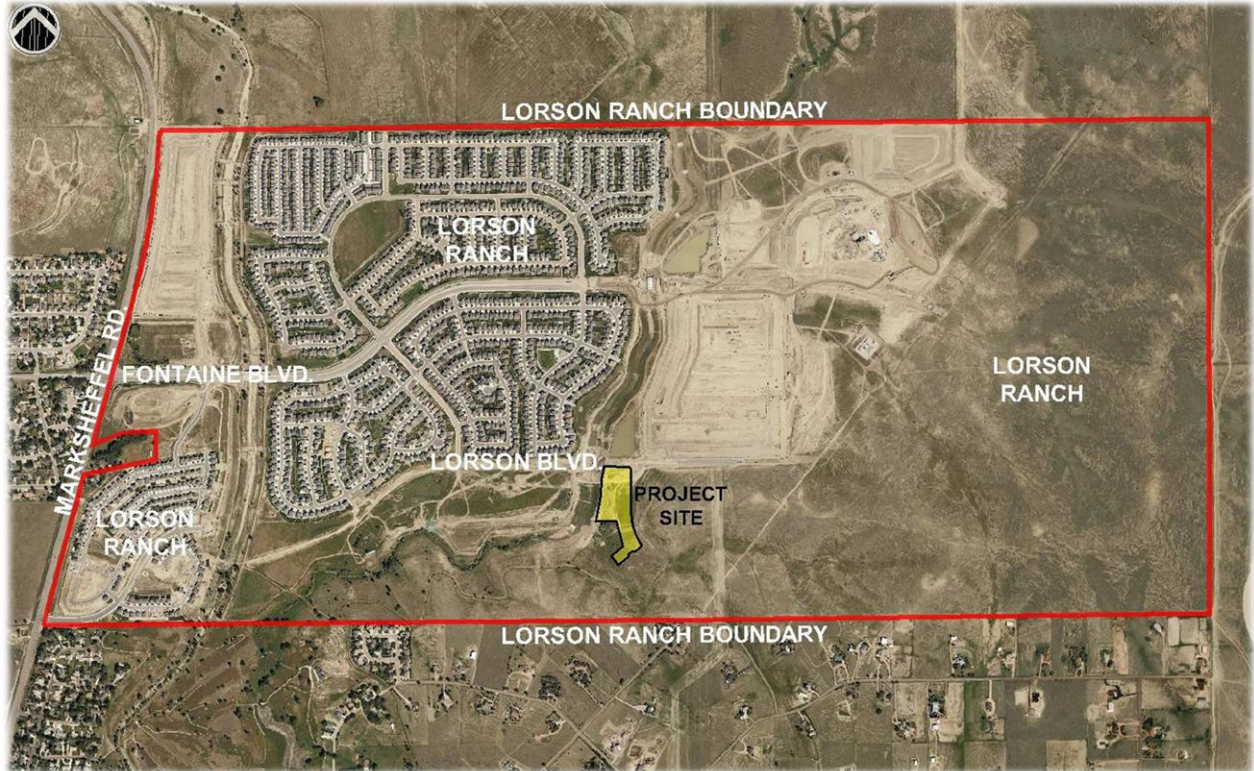 LORSON RANCH BOUNDARY
LORSON
RANCH
MARKSHEFFEL RD.
FONTAINE BLVD.
LORSON
RANCH
LORSON BLVD.
PROJECT
SITE
LORSON
RANCH
LORSON RANCH BOUNDARY